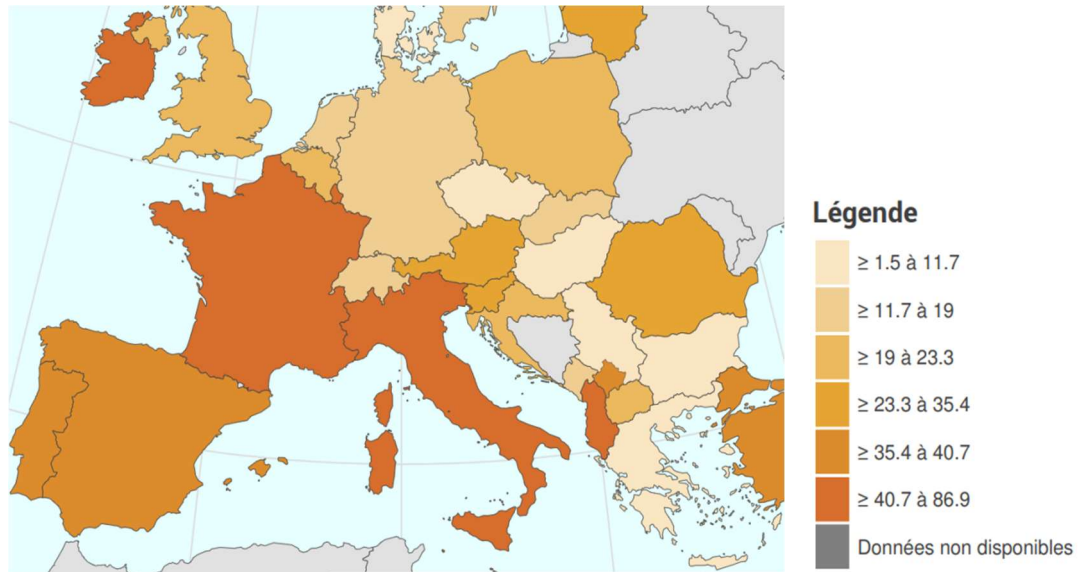 Légende
≥ 1.5 à 11.7
≥ 11.7 à 19
≥ 19 à 23.3
≥ 23.3 à 35.4
≥ 35.4 à 40.7
≥ 40.7 à 86.9
Données non disponibles